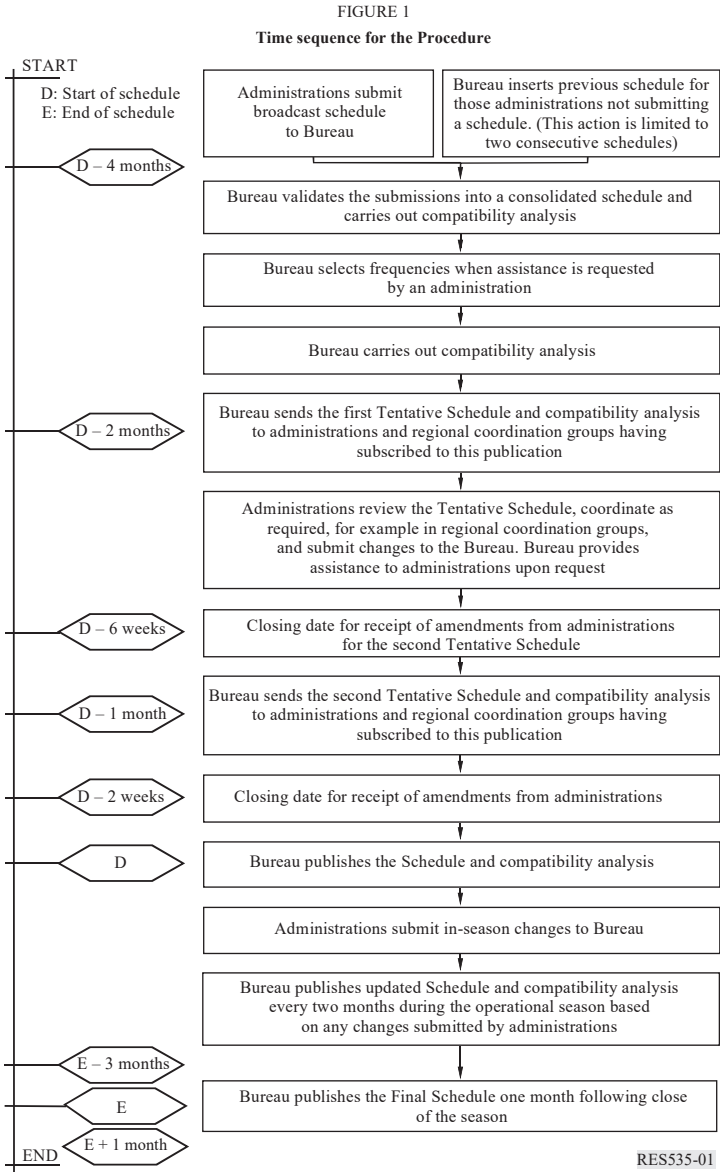 FIGURE 1
Time sequence for the Procedure
START
D: Start of schedule
E: End of schedule
Administrations submit
broadcast schedule
to Bureau
Bureau inserts previous schedule for
those administrations not submitting
a schedule. (This action is limited to
two consecutive schedules)
D – 4 months
Bureau validates the submissions into a consolidated schedule and
carries out compatibility analysis
Bureau selects frequencies when assistance is requested
by an administration
Bureau carries out compatibility analysis
D – 2 months
Bureau sends the first Tentative Schedule and compatibility analysis
to administrations and regional coordination groups having
subscribed to this publication
Administrations review the Tentative Schedule, coordinate as
required, for example in regional coordination groups,
and submit changes to the Bureau. Bureau provides
assistance to administrations upon request
D – 6 weeks
Closing date for receipt of amendments from administrations
for the second Tentative Schedule
D – 1 month
Bureau sends the second Tentative Schedule and compatibility analysis
to administrations and regional coordination groups having
subscribed to this publication
D – 2 weeks
Closing date for receipt of amendments from administrations
D
Bureau publishes the Schedule and compatibility analysis
Administrations submit in-season changes to Bureau
Bureau publishes updated Schedule and compatibility analysis
every two months during the operational season based
on any changes submitted by administrations
E – 3 months
E
Bureau publishes the Final Schedule one month following close
of the season
E + 1 month
END
RES535-01